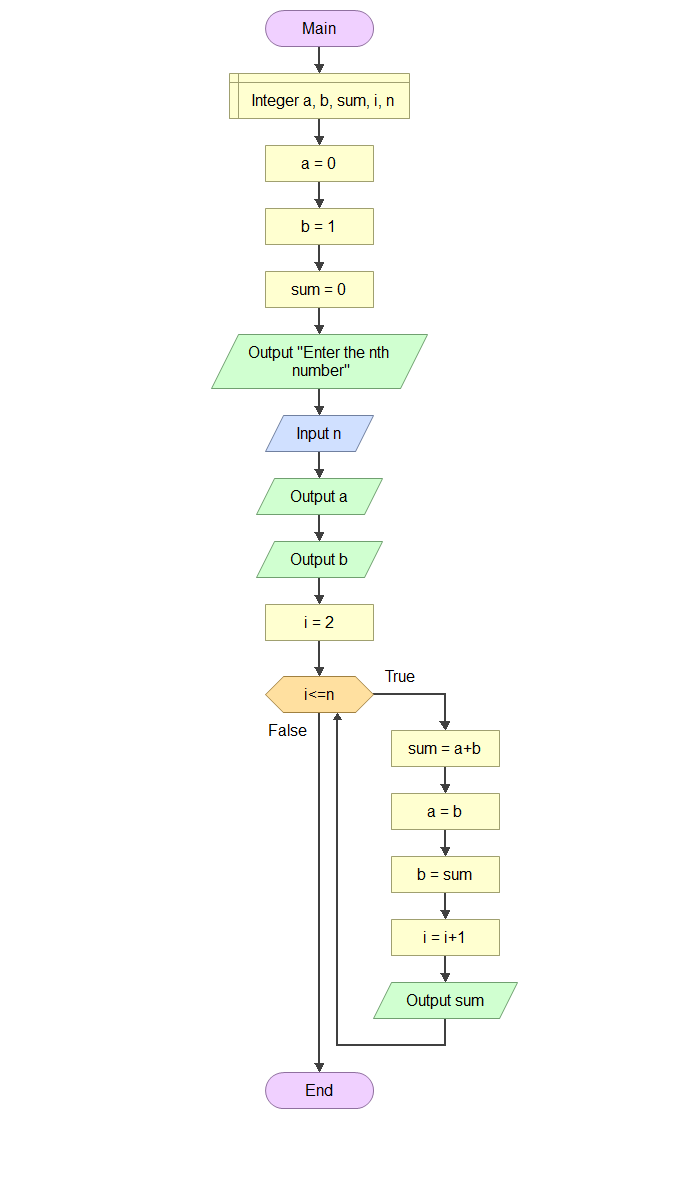 Main
Integer a, b, sum, i, n
a = 0
b = 1
sum = 0
Output "Enter the nth
number"
Input n
Output a
Output b
i = 2
i<=n
True
False
sum = a+b
a = b
b = sum
i = i+1
Output sum
End